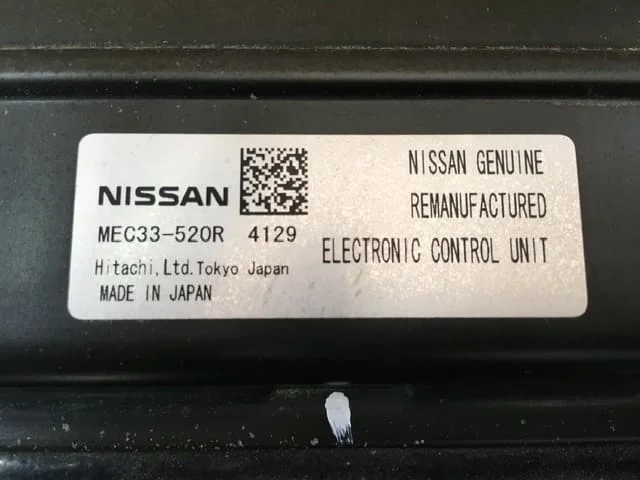 NISSAN
MEC33-520R 4129
Hitachi,Ltd.Tokyo Japan
MADE IN JAPAN
NISSAN GENUINE
REMANUFACTURED
ELECTRONIC CONTROL UNIT